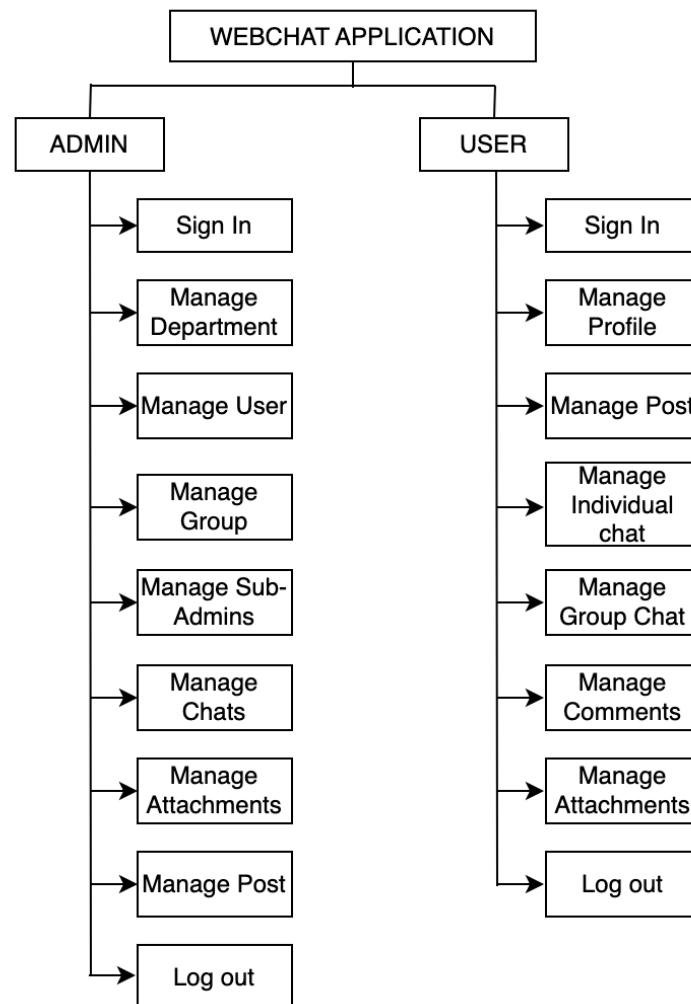 WEBCHAT APPLICATION
ADMIN
USER
Sign In
Manage
Department
Manage User
Manage
Group
Manage Sub-
Admins
Manage
Chats
Manage
Attachments
Manage Post
Log out
Sign In
Manage
Profile
Manage Post
Manage
Individual
chat
Manage
Group Chat
Manage
Comments
Manage
Attachments
Log out